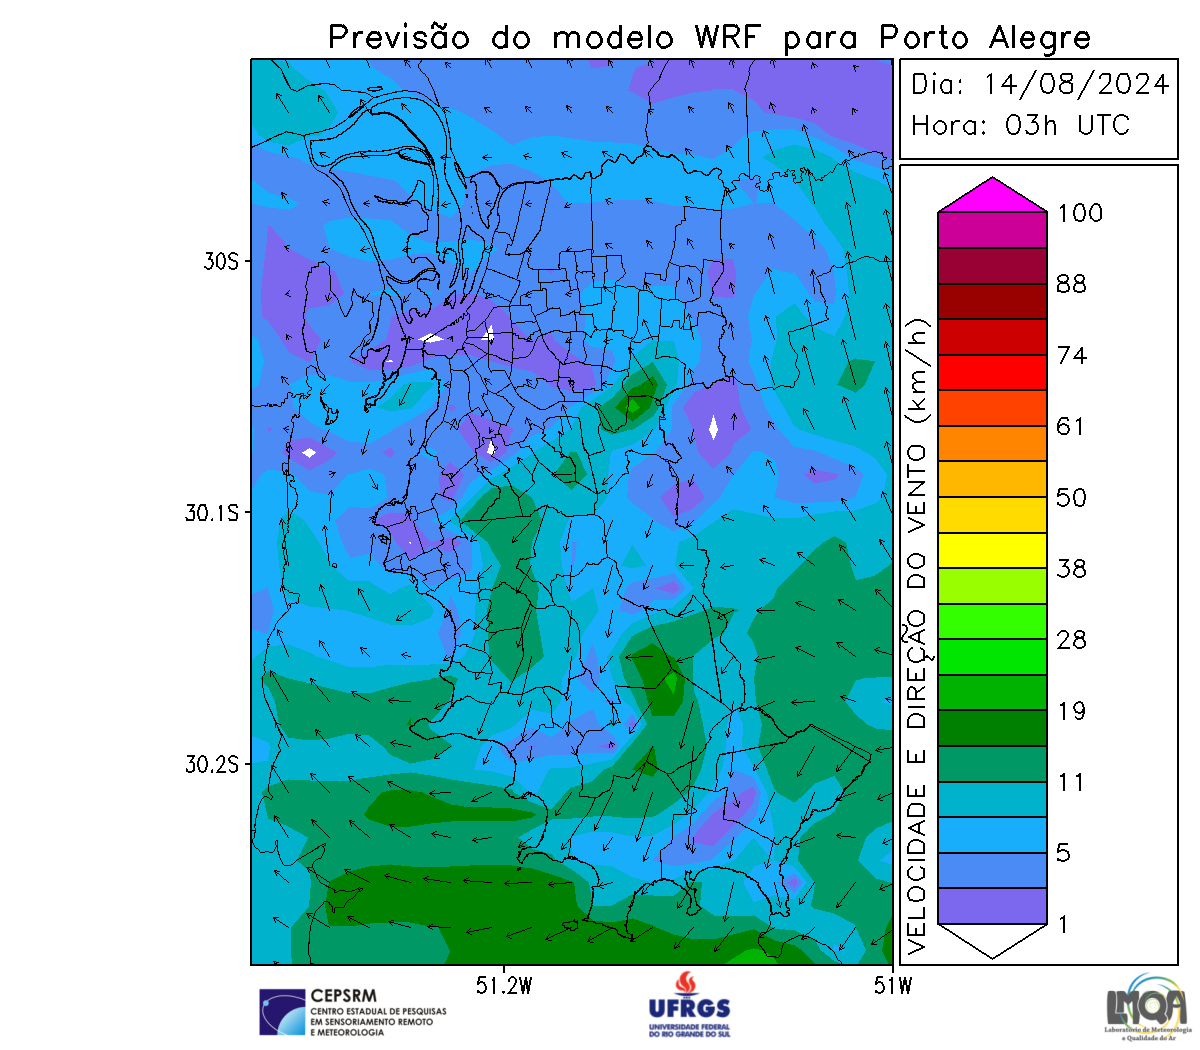 Previsão do modelo WRF para Porto Alegre
Dia: 14/08/2024
Hora: 03h UTC
30S
30.1S
30.2S
51.2W
51W
VELOCIDADE E DIREÇÃO DO VENTO (km/h)
100
88
74
61
50
38
28
19
11
5
1
CEPSRM
CENTRO ESTADUAL DE PESQUISAS
EM SENSORIAMENTO REMOTO
E METEOROLOGIA
UFRGS
UNIVERSIDADE FEDERAL
DO RIO GRANDE DO SUL
LMQA
Laboratório de Meteorologia
e Qualidade do Ar